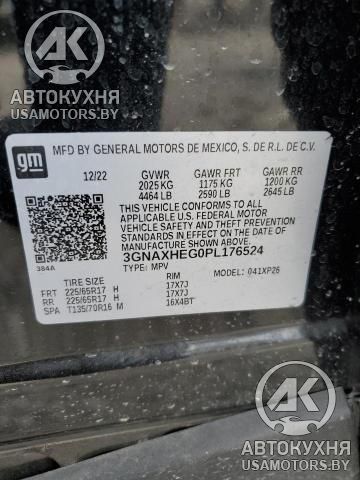 АК
АВТОКУХНЯ
USAMOTORS.BY
gm
MFD BY GENERAL MOTORS DE MEXICO, S. DE R.L. DE C.V.
12/22 GVWR GAWR FRT GAWR RR
2025 KG 1175 KG 1200 KG
4464 LB 2590 LB 2645 LB
THIS VEHICLE CONFORMS TO ALL
APPLICABLE U.S. FEDERAL MOTOR
VEHICLE SAFETY AND THEFT PREVENTION
STANDARDS IN EFFECT ON THE DATE OF
MANUFACTURE SHOWN ABOVE.
3GNAXHEG0PL176524
384A
TYPE: MPV MODEL: 041XP26
TIRE SIZE RIM
FRT 225/65R17 H 17X7J
RR 225/65R17 H 17X7J
SPA T135/70R16 M 16X4BT
АК
АВТОКУХНЯ
USAMOTORS.BY